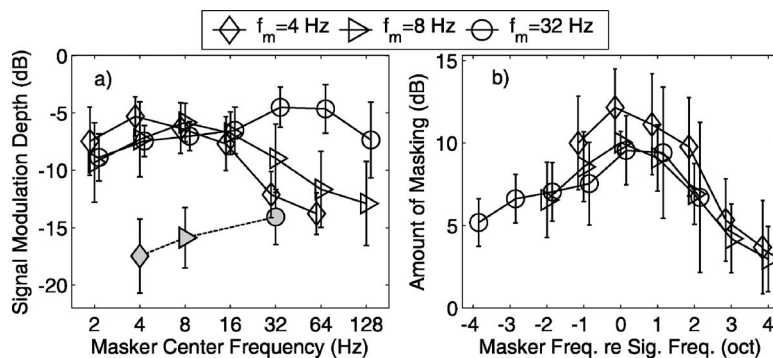 f_m=4 Hz f_m=8 Hz f_m=32 Hz
a)
Signal Modulation Depth (dB)
0
-5
-10
-15
-20
2 4 8 16 32 64 128
Masker Center Frequency (Hz)
b)
Amount of Masking (dB)
15
10
5
0
-4 -3 -2 -1 0 1 2 3 4
Masker Freq. re Sig. Freq. (oct)